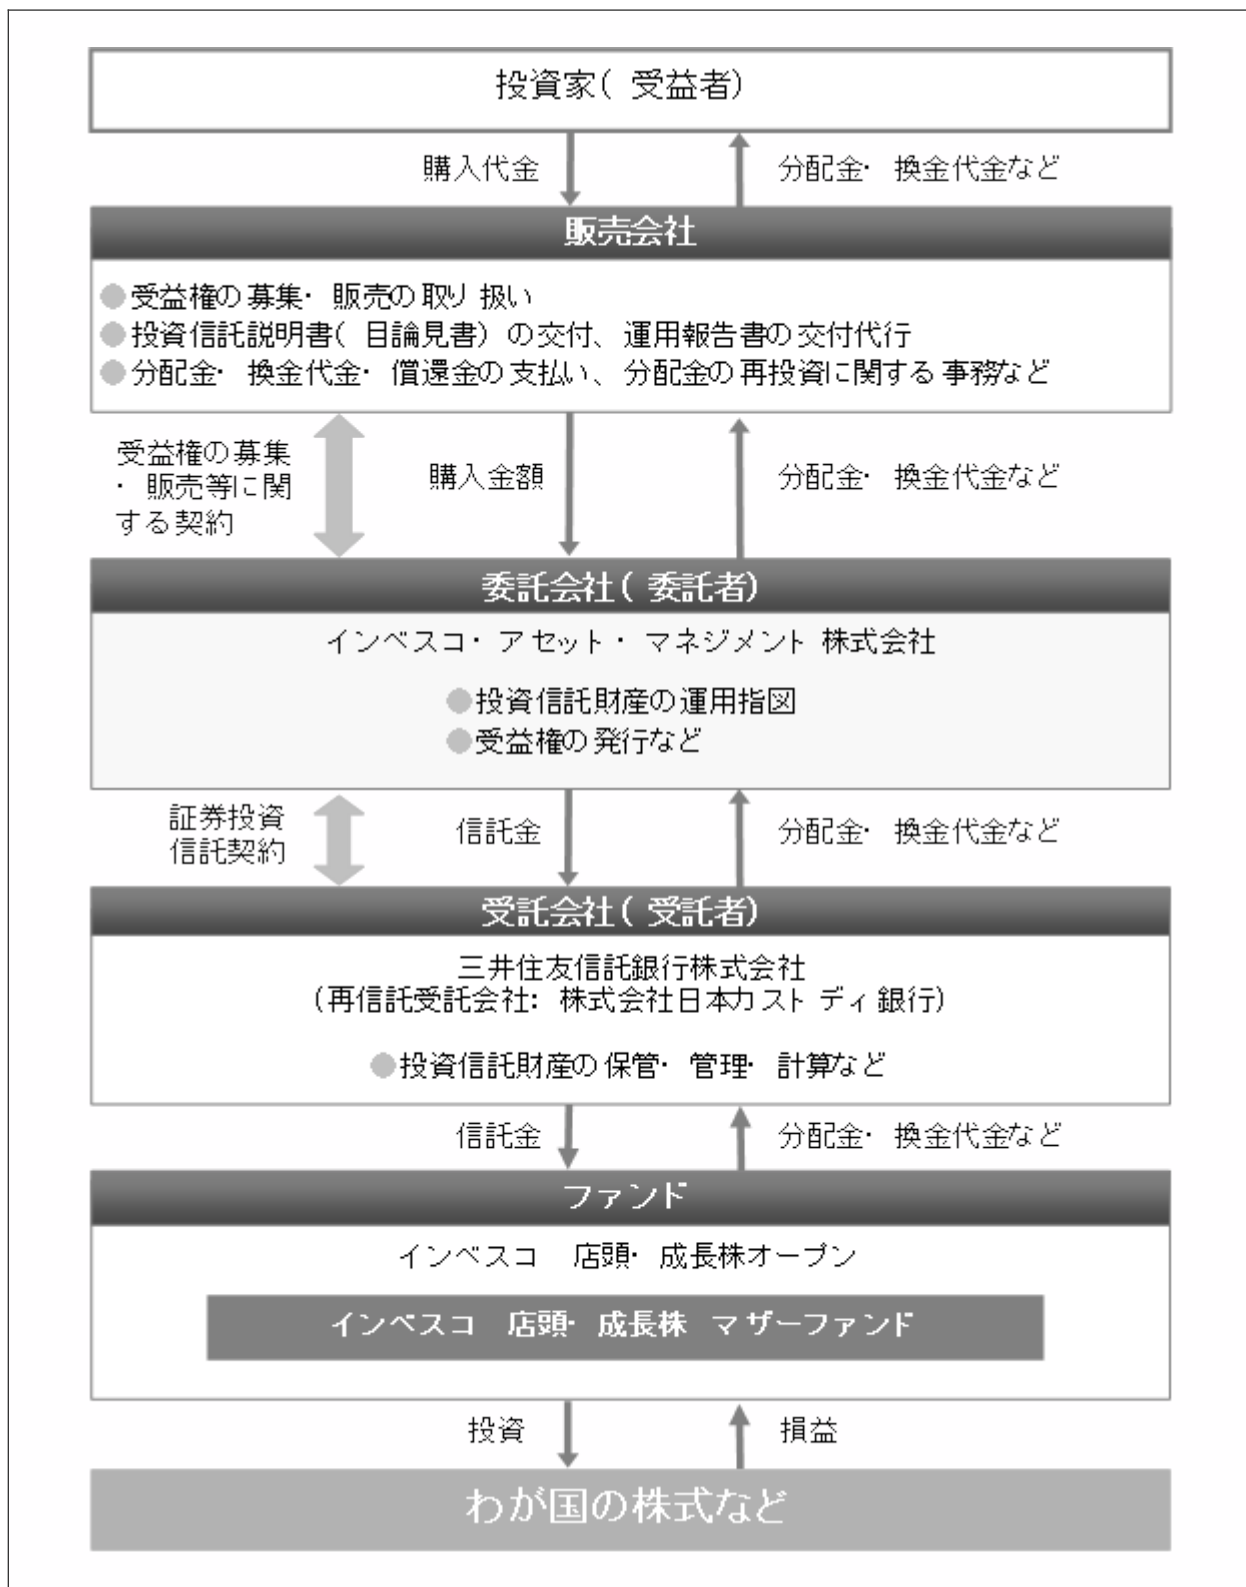 投資家(受益者)
購入代金
分配金・換金代金など
販売会社
●受益権の募集・販売の取り扱い
●投資信託説明書(目論見書)の交付、運用報告書の交付代行
●分配金・換金代金・償還金の支払い、分配金の再投資に関する事務など
受益権の募集
・販売等に関
する契約
購入金額
分配金・換金代金など
委託会社(委託者)
インベスコ・アセット・マネジメント株式会社
●投資信託財産の運用指図
●受益権の発行など
証券投資
信託契約
信託金
分配金・換金代金など
受託会社(受託者)
三井住友信託銀行株式会社
(再信託受託会社:株式会社日本カストディ銀行)
●投資信託財産の保管・管理・計算など
信託金
分配金・換金代金など
ファンド
インベスコ 店頭・成長株オープン
インベスコ 店頭・成長株 マザーファンド
投資
損益
わが国の株式など